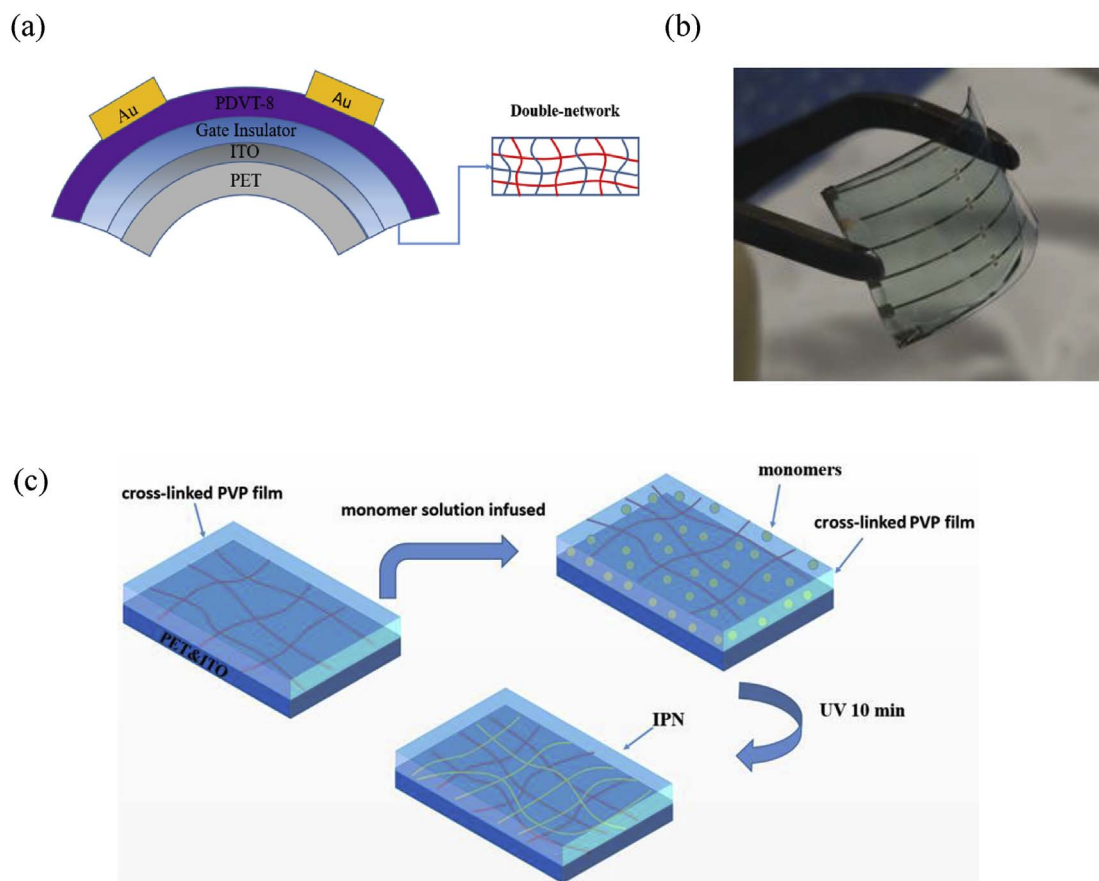 (a)
(b)
Au
Au
PDVT-8
Gate Insulator
ITO
PET
Double-network
(c)
cross-linked PVP film
PET&ITO
monomer solution infused
monomers
cross-linked PVP film
UV 10 min
IPN